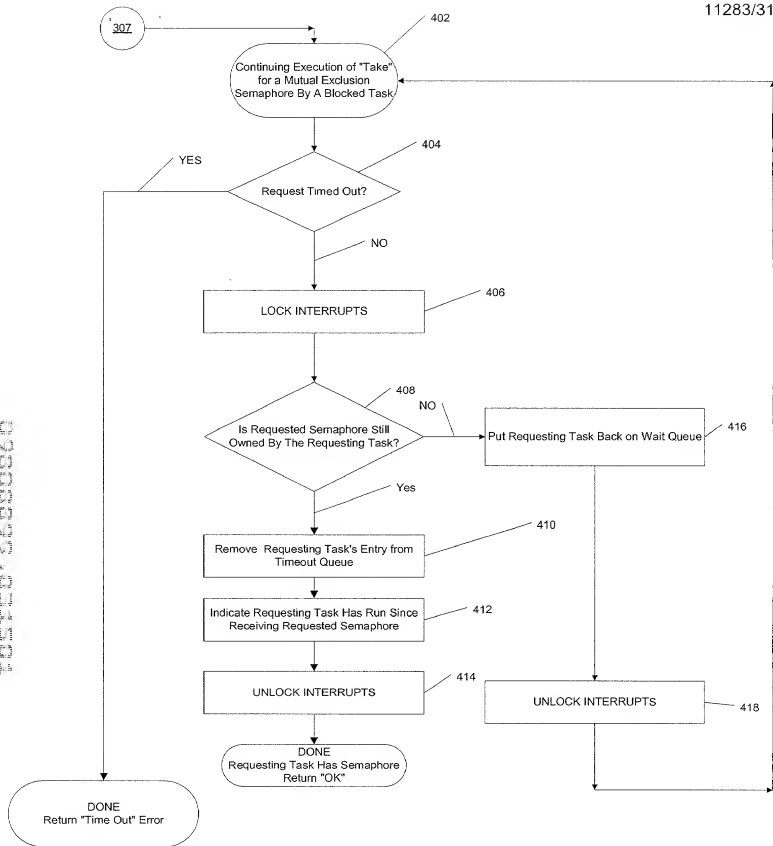 11283/31
307
402
Continuing Execution of "Take"
for a Mutual Exclusion
Semaphore By A Blocked Task
404
YES
Request Timed Out?
NO
406
LOCK INTERRUPTS
408
NO
Is Requested Semaphore Still
Owned By The Requesting Task?
Put Requesting Task Back on Wait Queue
416
Yes
410
Remove Requesting Task's Entry from
Timeout Queue
Indicate Requesting Task Has Run Since
Receiving Requested Semaphore
412
414
UNLOCK INTERRUPTS
UNLOCK INTERRUPTS
418
DONE
Requesting Task Has Semaphore
Return "OK"
DONE
Return "Time Out" Error